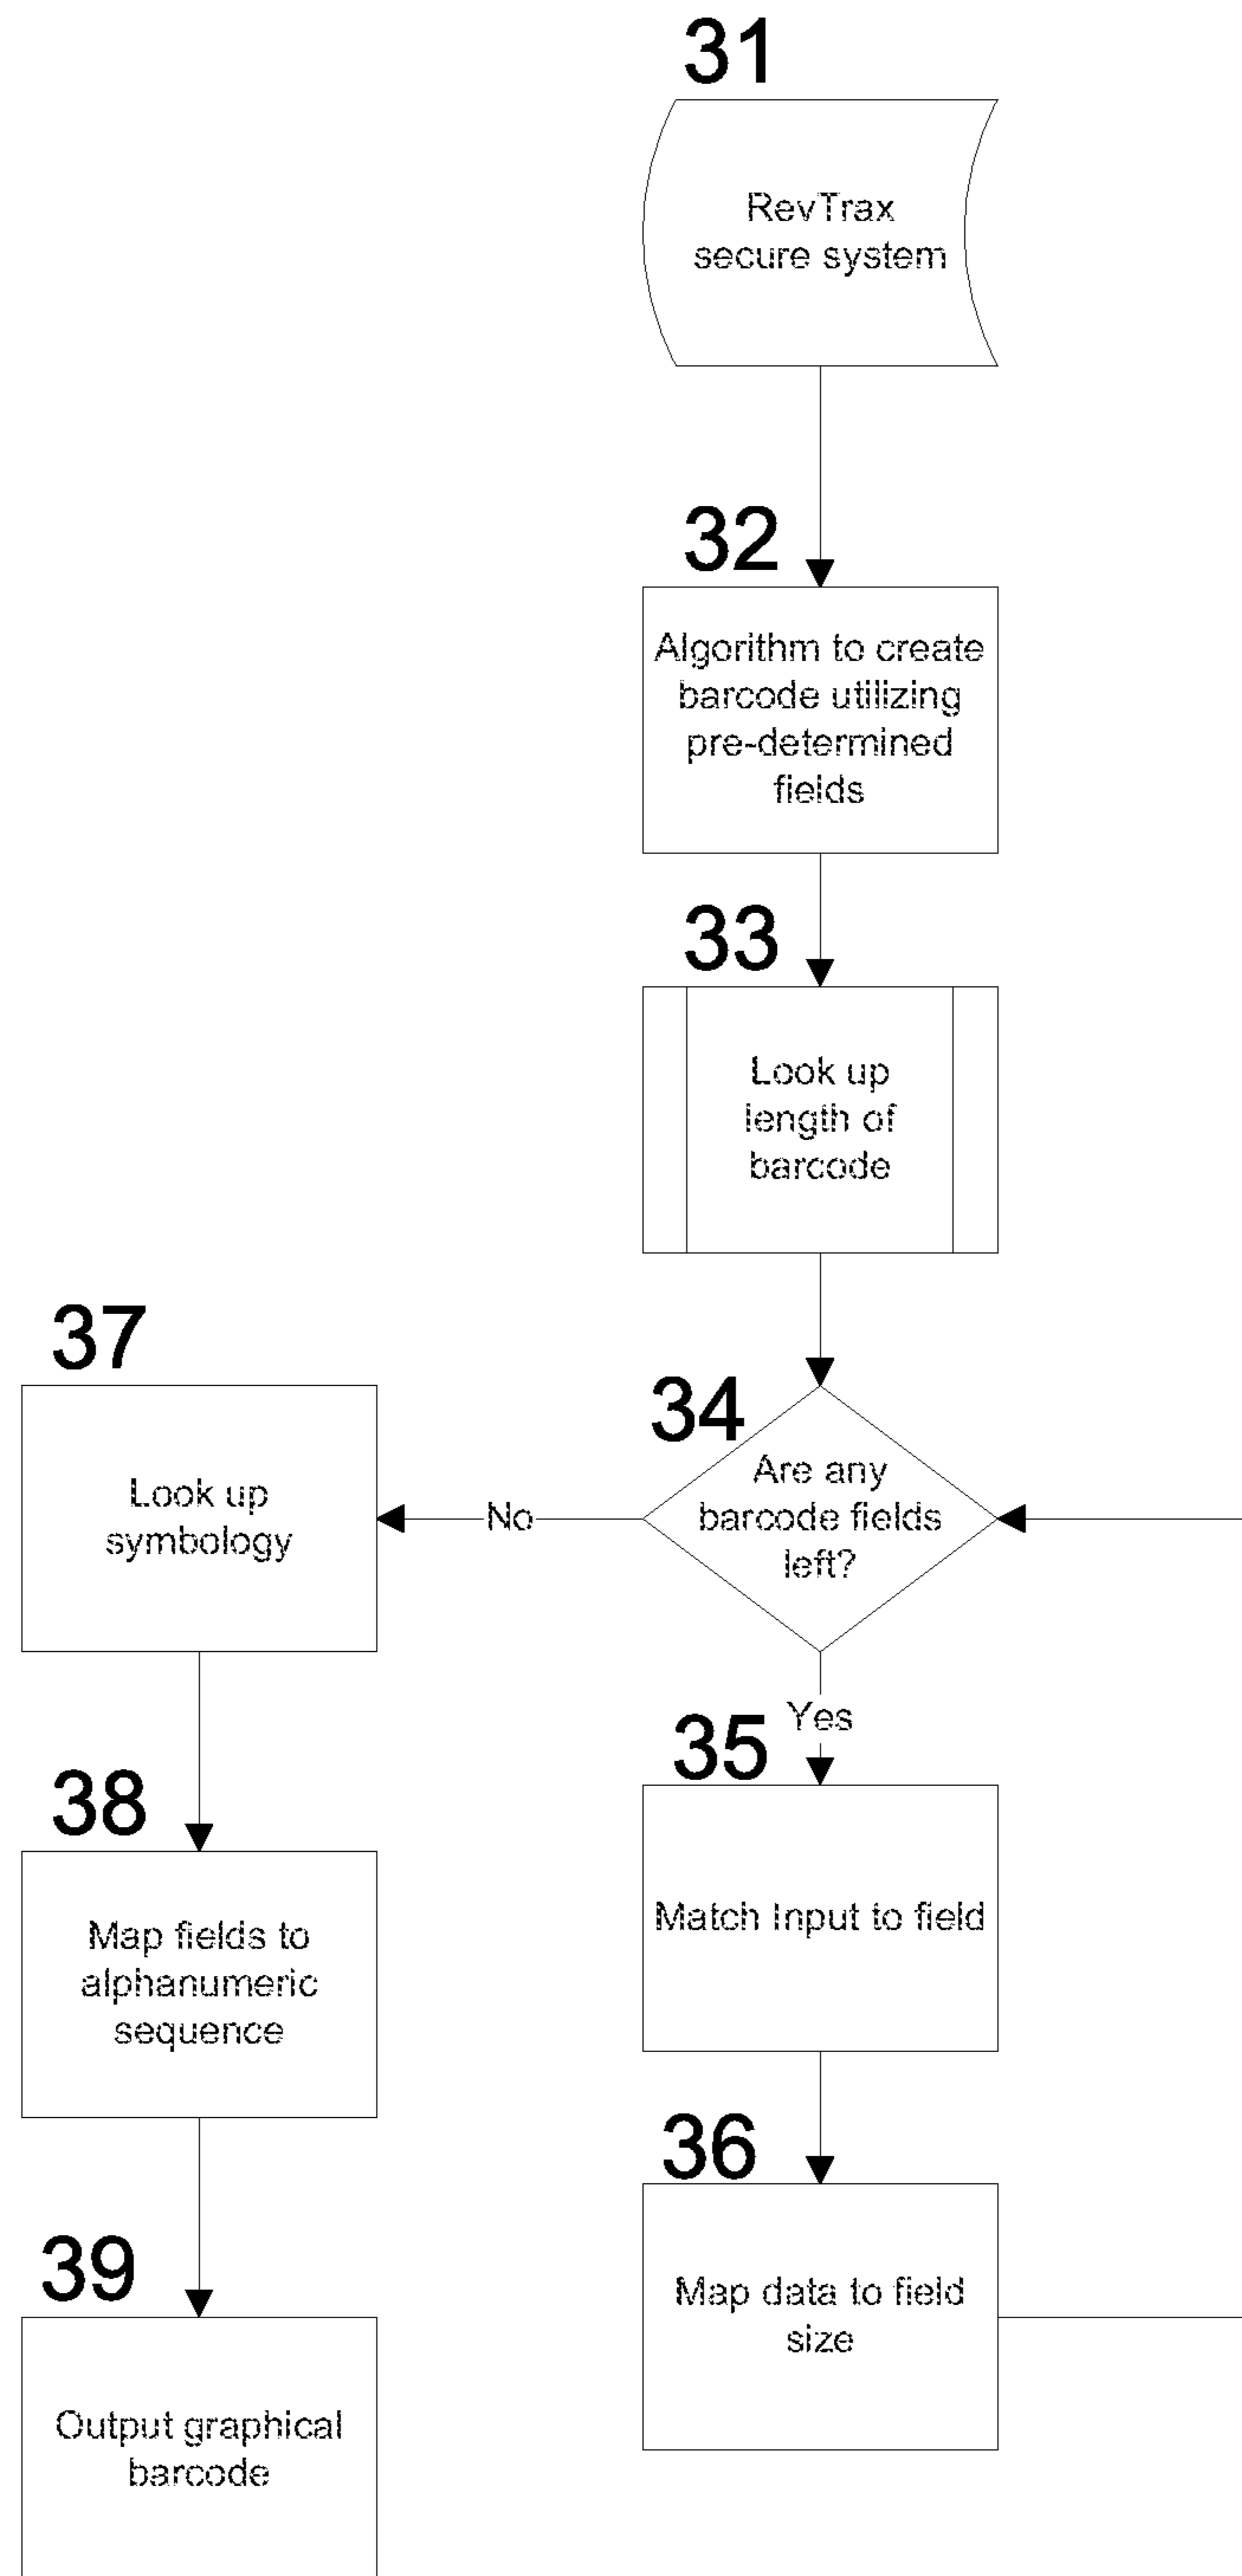 31
RevTrax
secure system
32
Algorithm to create
barcode utilizing
pre-determined
fields
33
Look up
length of
barcode
34
Are any
barcode fields
left?
No
Yes
35
Match Input to field
36
Map data to field
size
37
Look up
symbology
38
Map fields to
alphanumeric
sequence
39
Output graphical
barcode